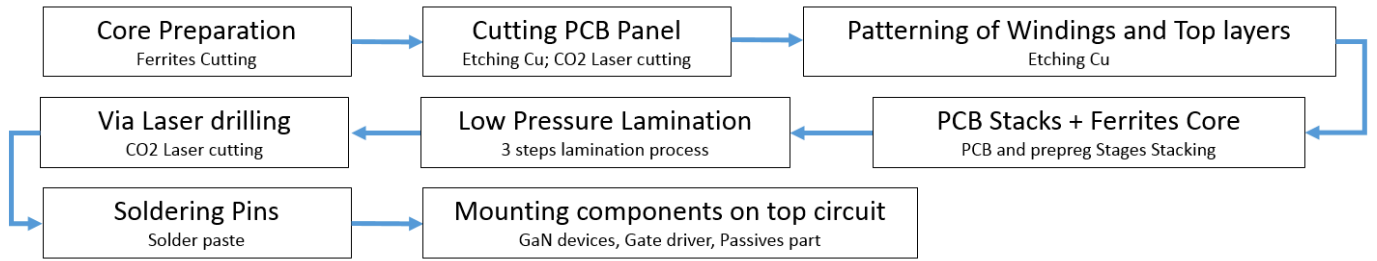 Core Preparation
Ferrites Cutting
Cutting PCB Panel
Etching Cu; CO2 Laser cutting
Patterning of Windings and Top layers
Etching Cu
PCB Stacks + Ferrites Core
PCB and prepreg Stages Stacking
Low Pressure Lamination
3 steps lamination process
Via Laser drilling
CO2 Laser cutting
Soldering Pins
Solder paste
Mounting components on top circuit
GaN devices, Gate driver, Passives part